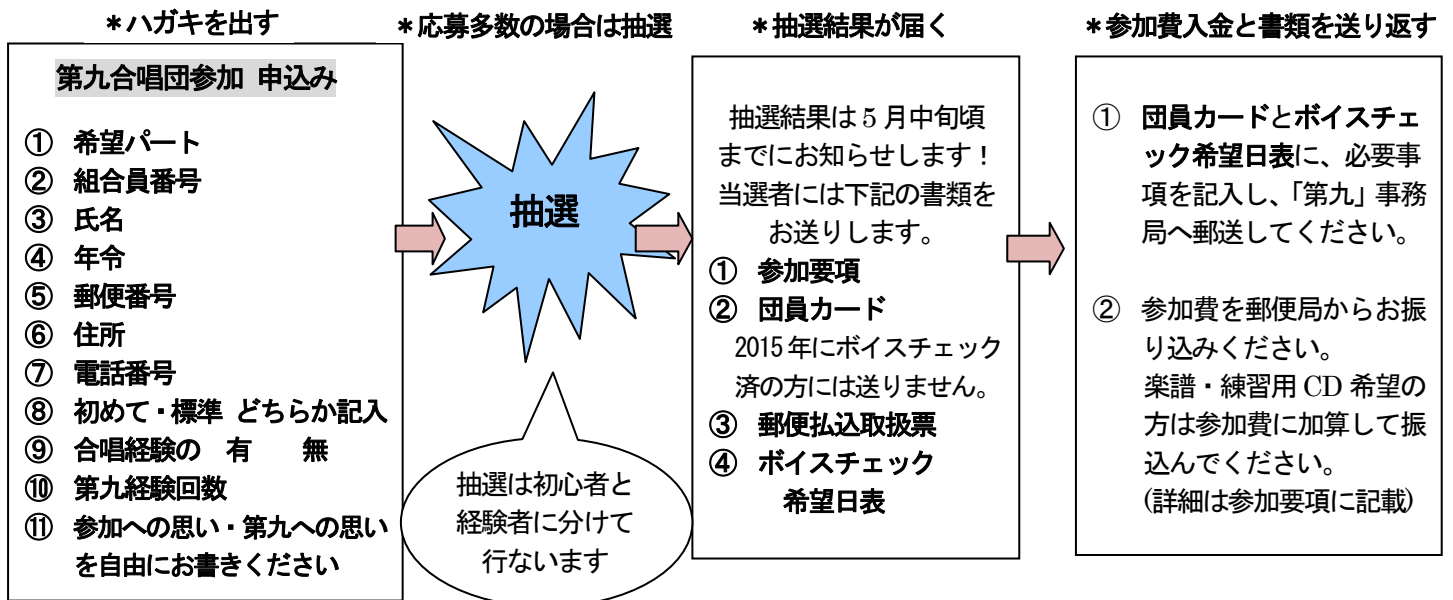 ＊ハガキを出す
第九合唱団参加 申込み
① 希望パート
② 組合員番号
③ 氏名
④ 年令
⑤ 郵便番号
⑥ 住所
⑦ 電話番号
⑧ 初めて・標準 どちらか記入
⑨ 合唱経験の 有 無
⑩ 第九経験回数
⑪ 参加への思い・第九への思い
を自由にお書きください
＊応募多数の場合は抽選
抽選
抽選は初心者と
経験者に分けて
行ないます
＊抽選結果が届く
抽選結果は5月中旬頃
までにお知らせします！
当選者には下記の書類を
お送りします。
① 参加要項
② 団員カード
2015年にボイスチェック
済の方には送りません。
③ 郵便払込取扱票
④ ボイスチェック
希望日表
＊参加費入金と書類を送り返す
① 団員カードとボイスチェ
ック希望日表に、必要事
項を記入し、「第九」事務
局へ郵送してください。
② 参加費を郵便局からお振
り込みください。
楽譜・練習用 CD 希望の
方は参加費に加算して振
込んでください。
(詳細は参加要項に記載)